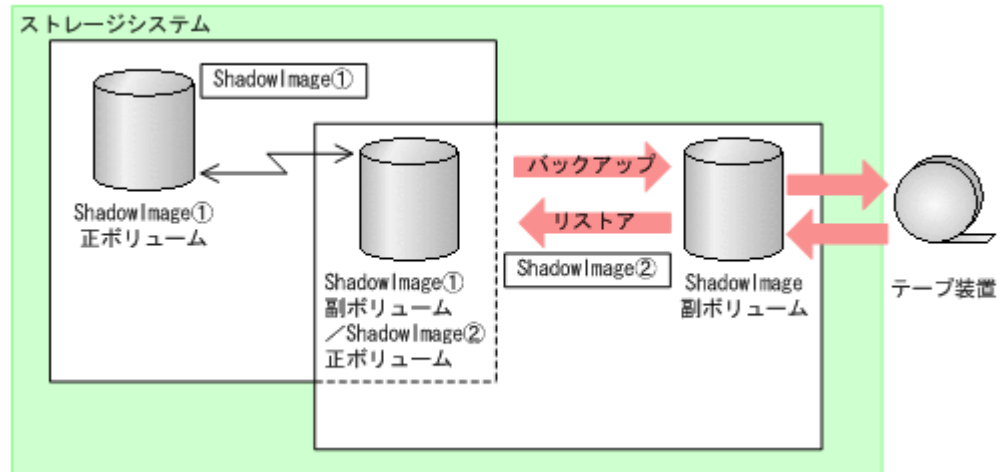 ストレージシステム
ShadowImage①
ShadowImage①
正ボリューム
バックアップ
リストア
ShadowImage②
ShadowImage①
副ボリューム
／ShadowImage②
正ボリューム
ShadowImage
副ボリューム
テープ装置